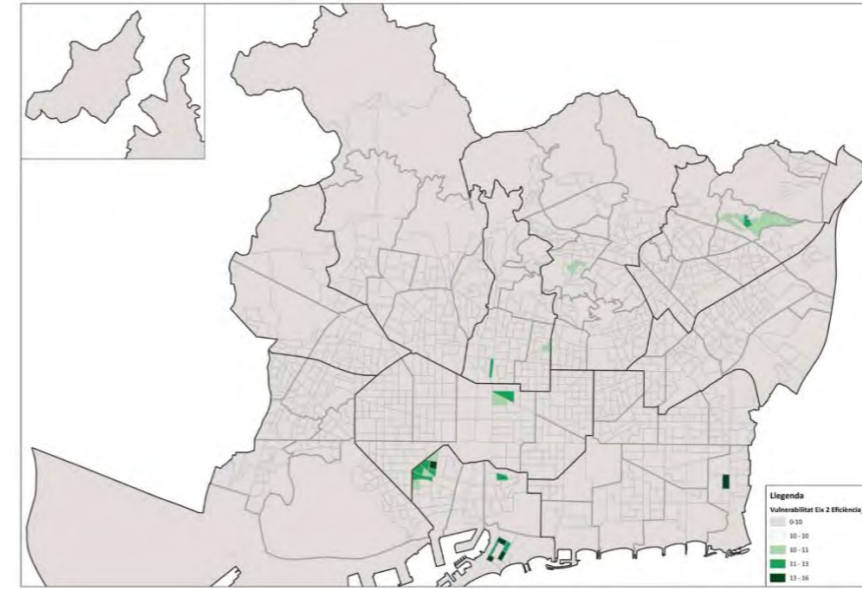 Llegenda
Vulnerabilitat Eix 2 Eficiència
0-10
10 - 10
10 - 11
11 - 13
13 - 16